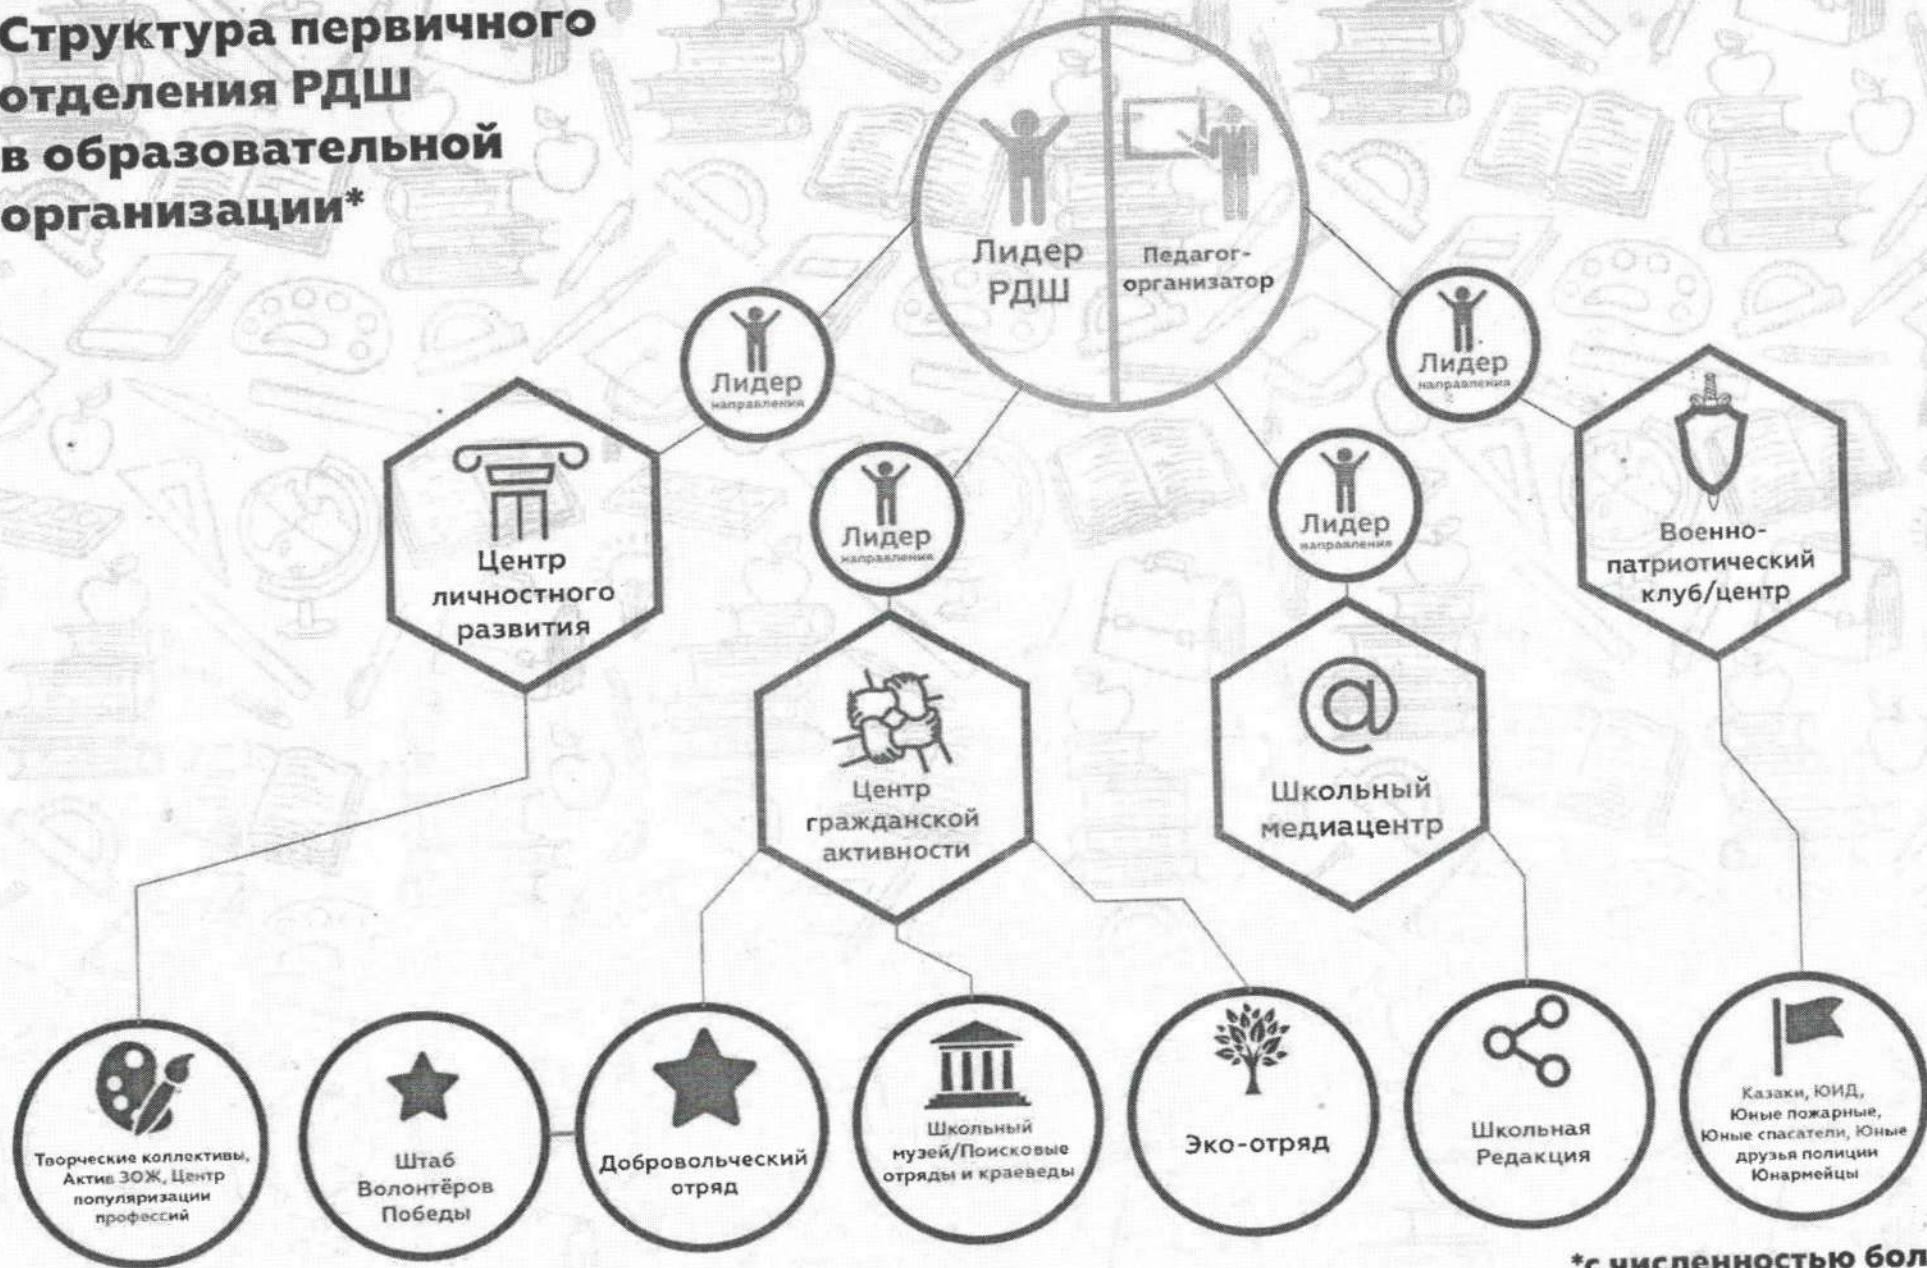 Структура первичного
отделения РДШ
в образовательной
организации*
Лидер
РДШ
Педагог-
организатор
Лидер
направления
Лидер
направления
Лидер
направления
Лидер
направления
Центр
личностного
развития
Центр
гражданской
активности
Школьный
медиацентр
Военно-
патриотический
клуб/центр
Творческие коллективы,
Актив ЗОЖ, Центр
популяризации
профессий
Штаб
Волонтёров
Победы
Добровольческий
отряд
Школьный
музей/Поисковые
отряды и краеведы
Эко-отряд
Школьная
Редакция
Казаки, ЮИД,
Юные пожарные,
Юные спасатели, Юные
друзья полиции
Юнармейцы
*с численностью